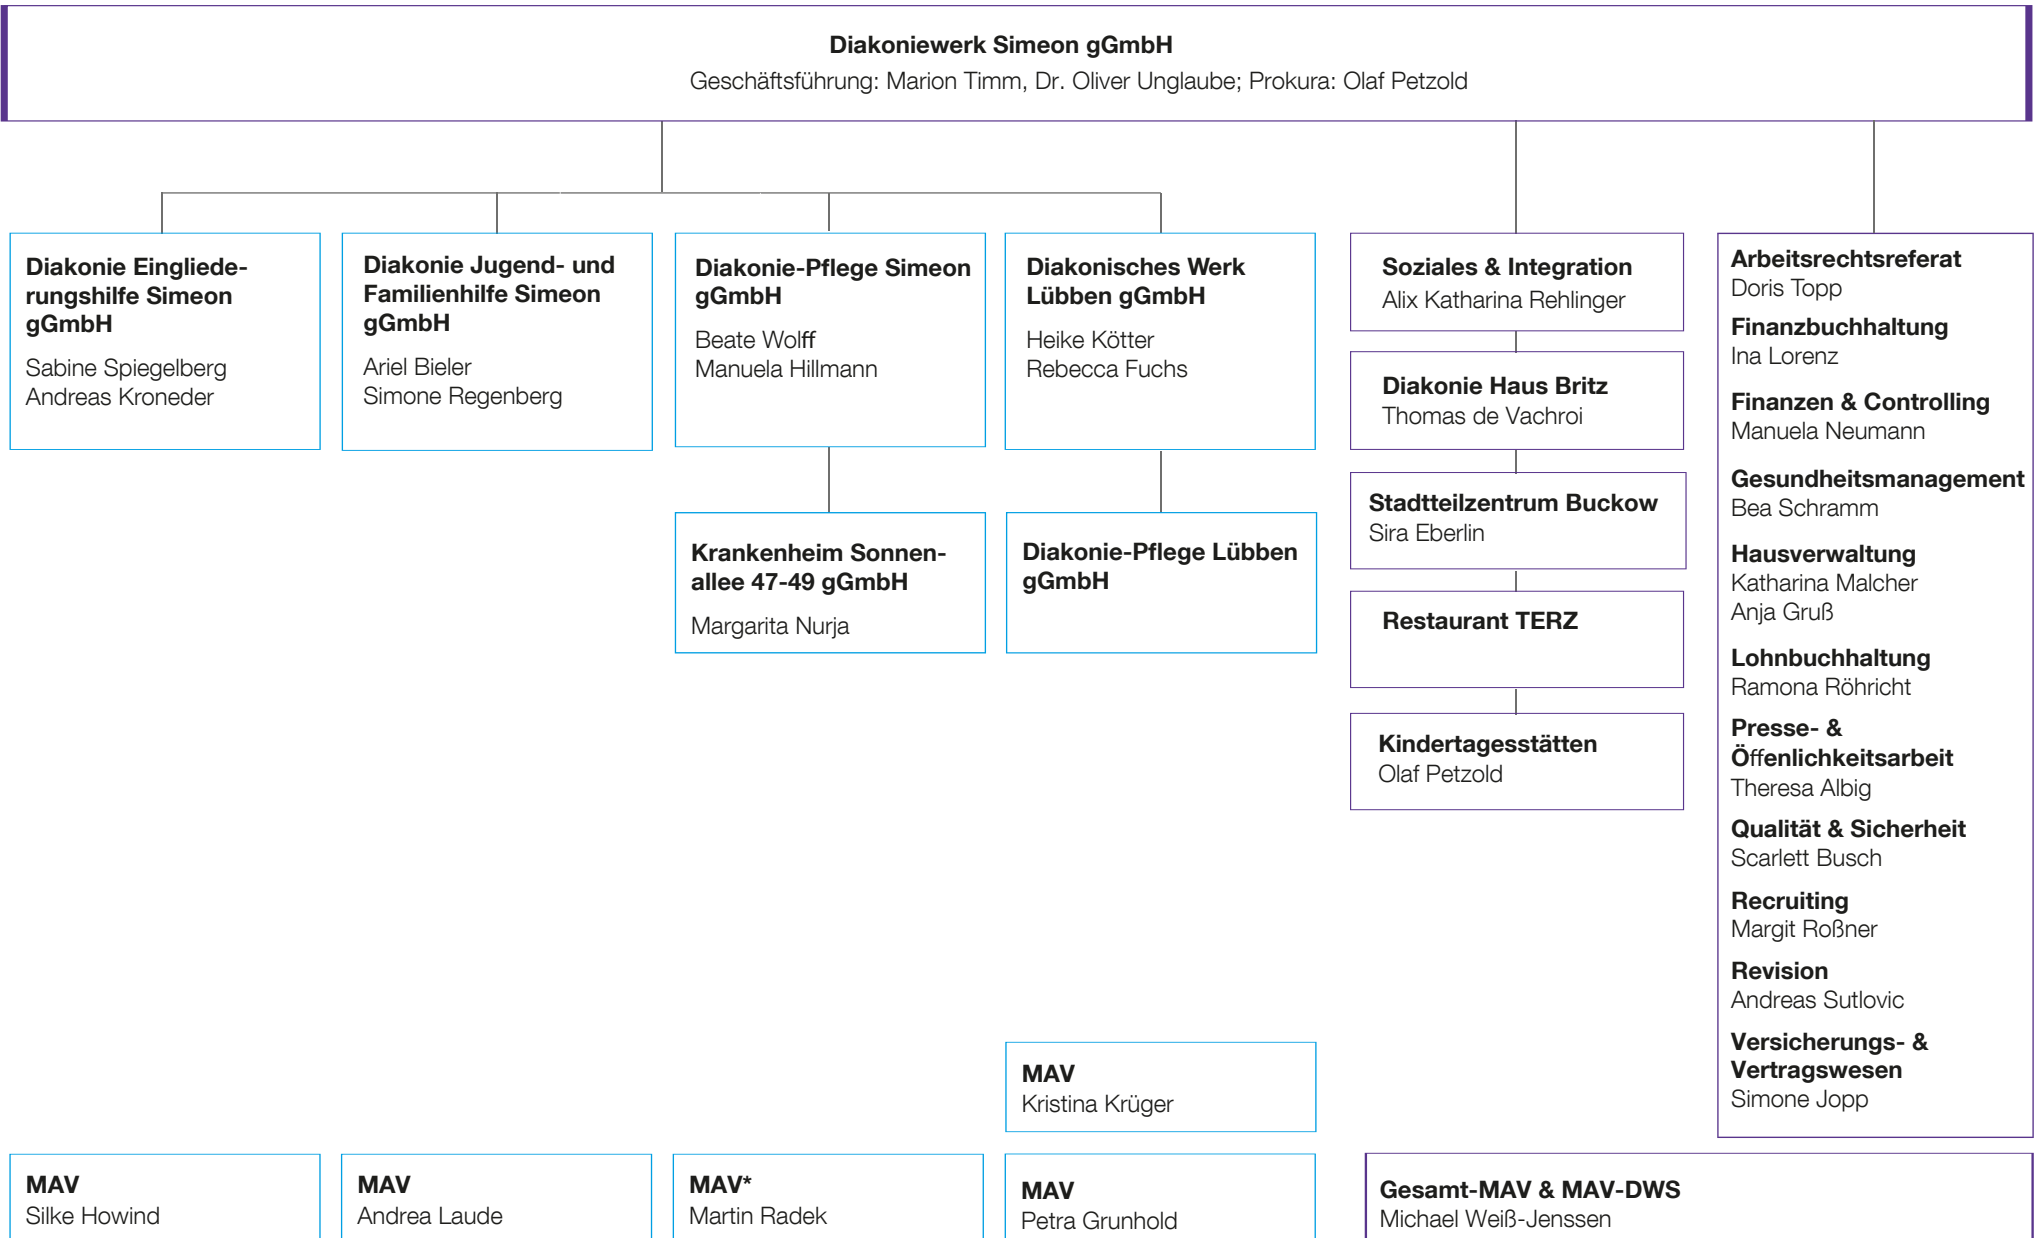 Diakoniewerk Simeon gGmbH
Geschäftsführung: Marion Timm, Dr. Oliver Unglaube; Prokura: Olaf Petzold
Diakonie Eingliede-
rungshilfe Simeon
gGmbH
Sabine Spiegelberg
Andreas Kroneder
Diakonie Jugend- und
Familienhilfe Simeon
gGmbH
Ariel Bieler
Simone Regenberg
Diakonie-Pflege Simeon
gGmbH
Beate Wolff
Manuela Hillmann
Diakonisches Werk
Lübben gGmbH
Heike Kötter
Rebecca Fuchs
Krankenheim Sonnen-
allee 47-49 gGmbH
Margarita Nurja
Diakonie-Pflege Lübben
gGmbH
Soziales & Integration
Alix Katharina Rehlinger
Diakonie Haus Britz
Thomas de Vachroi
Stadtteilzentrum Buckow
Sira Eberlin
Restaurant TERZ
Kindertagesstätten
Olaf Petzold
Arbeitsrechtsreferat
Doris Topp
Finanzbuchhaltung
Ina Lorenz
Finanzen & Controlling
Manuela Neumann
Gesundheitsmanagement
Bea Schramm
Hausverwaltung
Katharina Malcher
Anja Gruß
Lohnbuchhaltung
Ramona Röhricht
Presse- &
Öffenlichkeitsarbeit
Theresa Albig
Qualität & Sicherheit
Scarlett Busch
Recruiting
Margit Roßner
Revision
Andreas Sutlovic
Versicherungs- &
Vertragswesen
Simone Jopp
MAV
Kristina Krüger
MAV
Silke Howind
MAV
Andrea Laude
MAV*
Martin Radek
MAV
Petra Grunhold
Gesamt-MAV & MAV-DWS
Michael Weiß-Jenssen